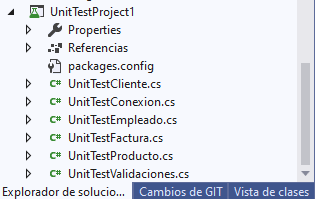 UnitTestProject1
Properties
Referencias
packages.config
C# UnitTestCliente.cs
C# UnitTestConexion.cs
C# UnitTestEmpleado.cs
C# UnitTestFactura.cs
C# UnitTestProducto.cs
C# UnitTestValidaciones.cs
Explorador de solucio... Cambios de GIT Vista de clases